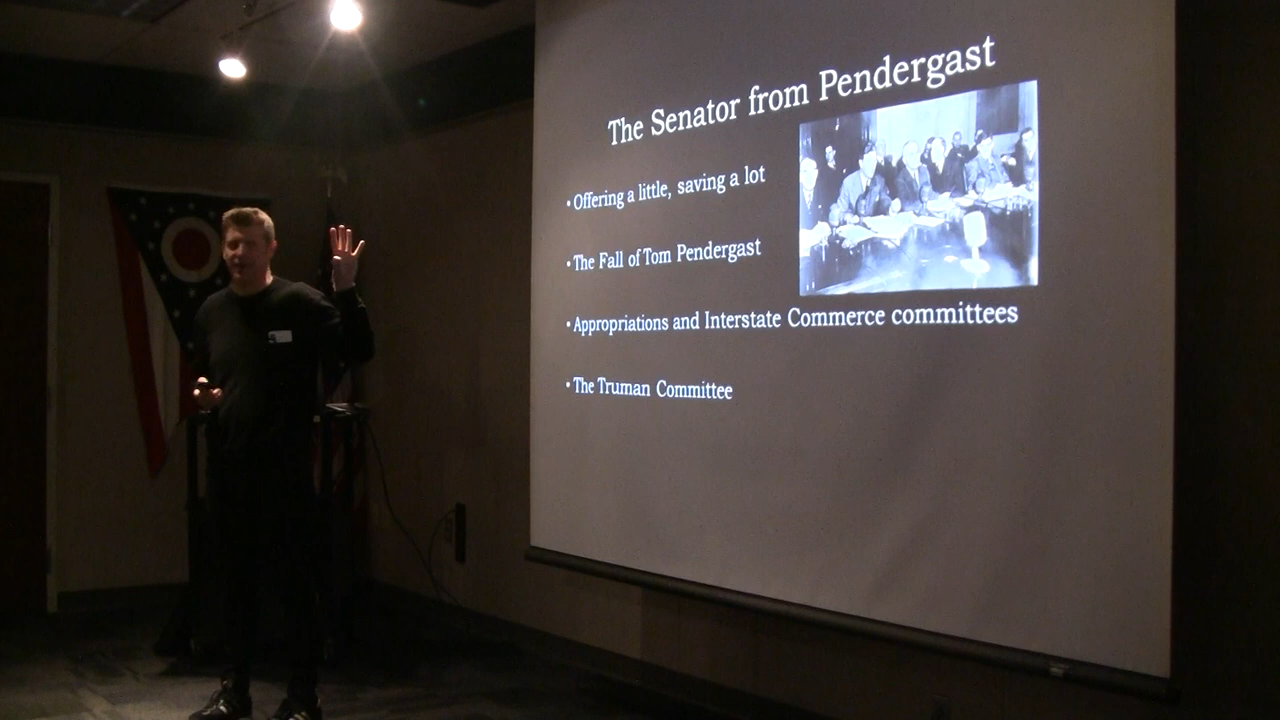 The Senator from Pendergast
• Offering a little, saving a lot
• The Fall of Tom Pendergast
• Appropriations and Interstate Commerce committees
• The Truman Committee